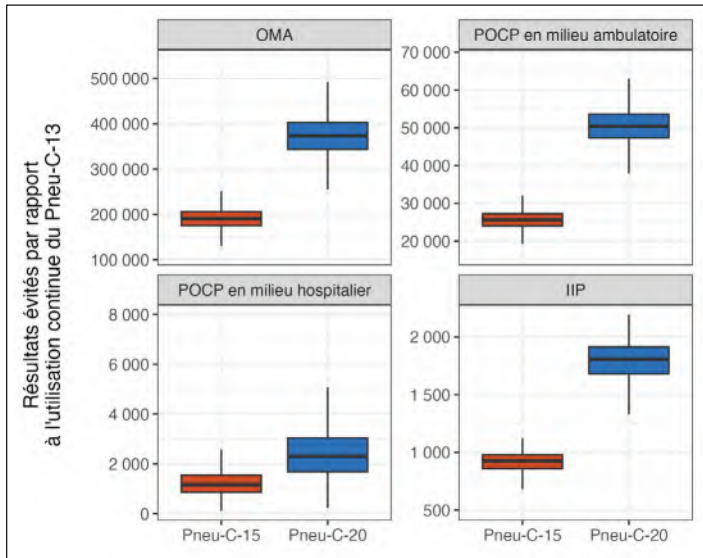 Résultats évités par rapport
à l'utilisation continue du Pneu-C-13
OMA
500 000
400 000
300 000
200 000
100 000
POCP en milieu ambulatoire
70 000
60 000
50 000
40 000
30 000
20 000
POCP en milieu hospitalier
8 000
6 000
4 000
2 000
0
Pneu-C-15 Pneu-C-20
IIP
2 000
1 500
1 000
500
Pneu-C-15 Pneu-C-20